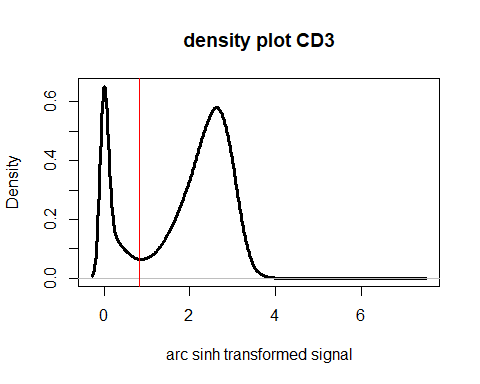 density plot CD3
Density
0.0 0.2 0.4 0.6
0 2 4 6
arc sinh transformed signal